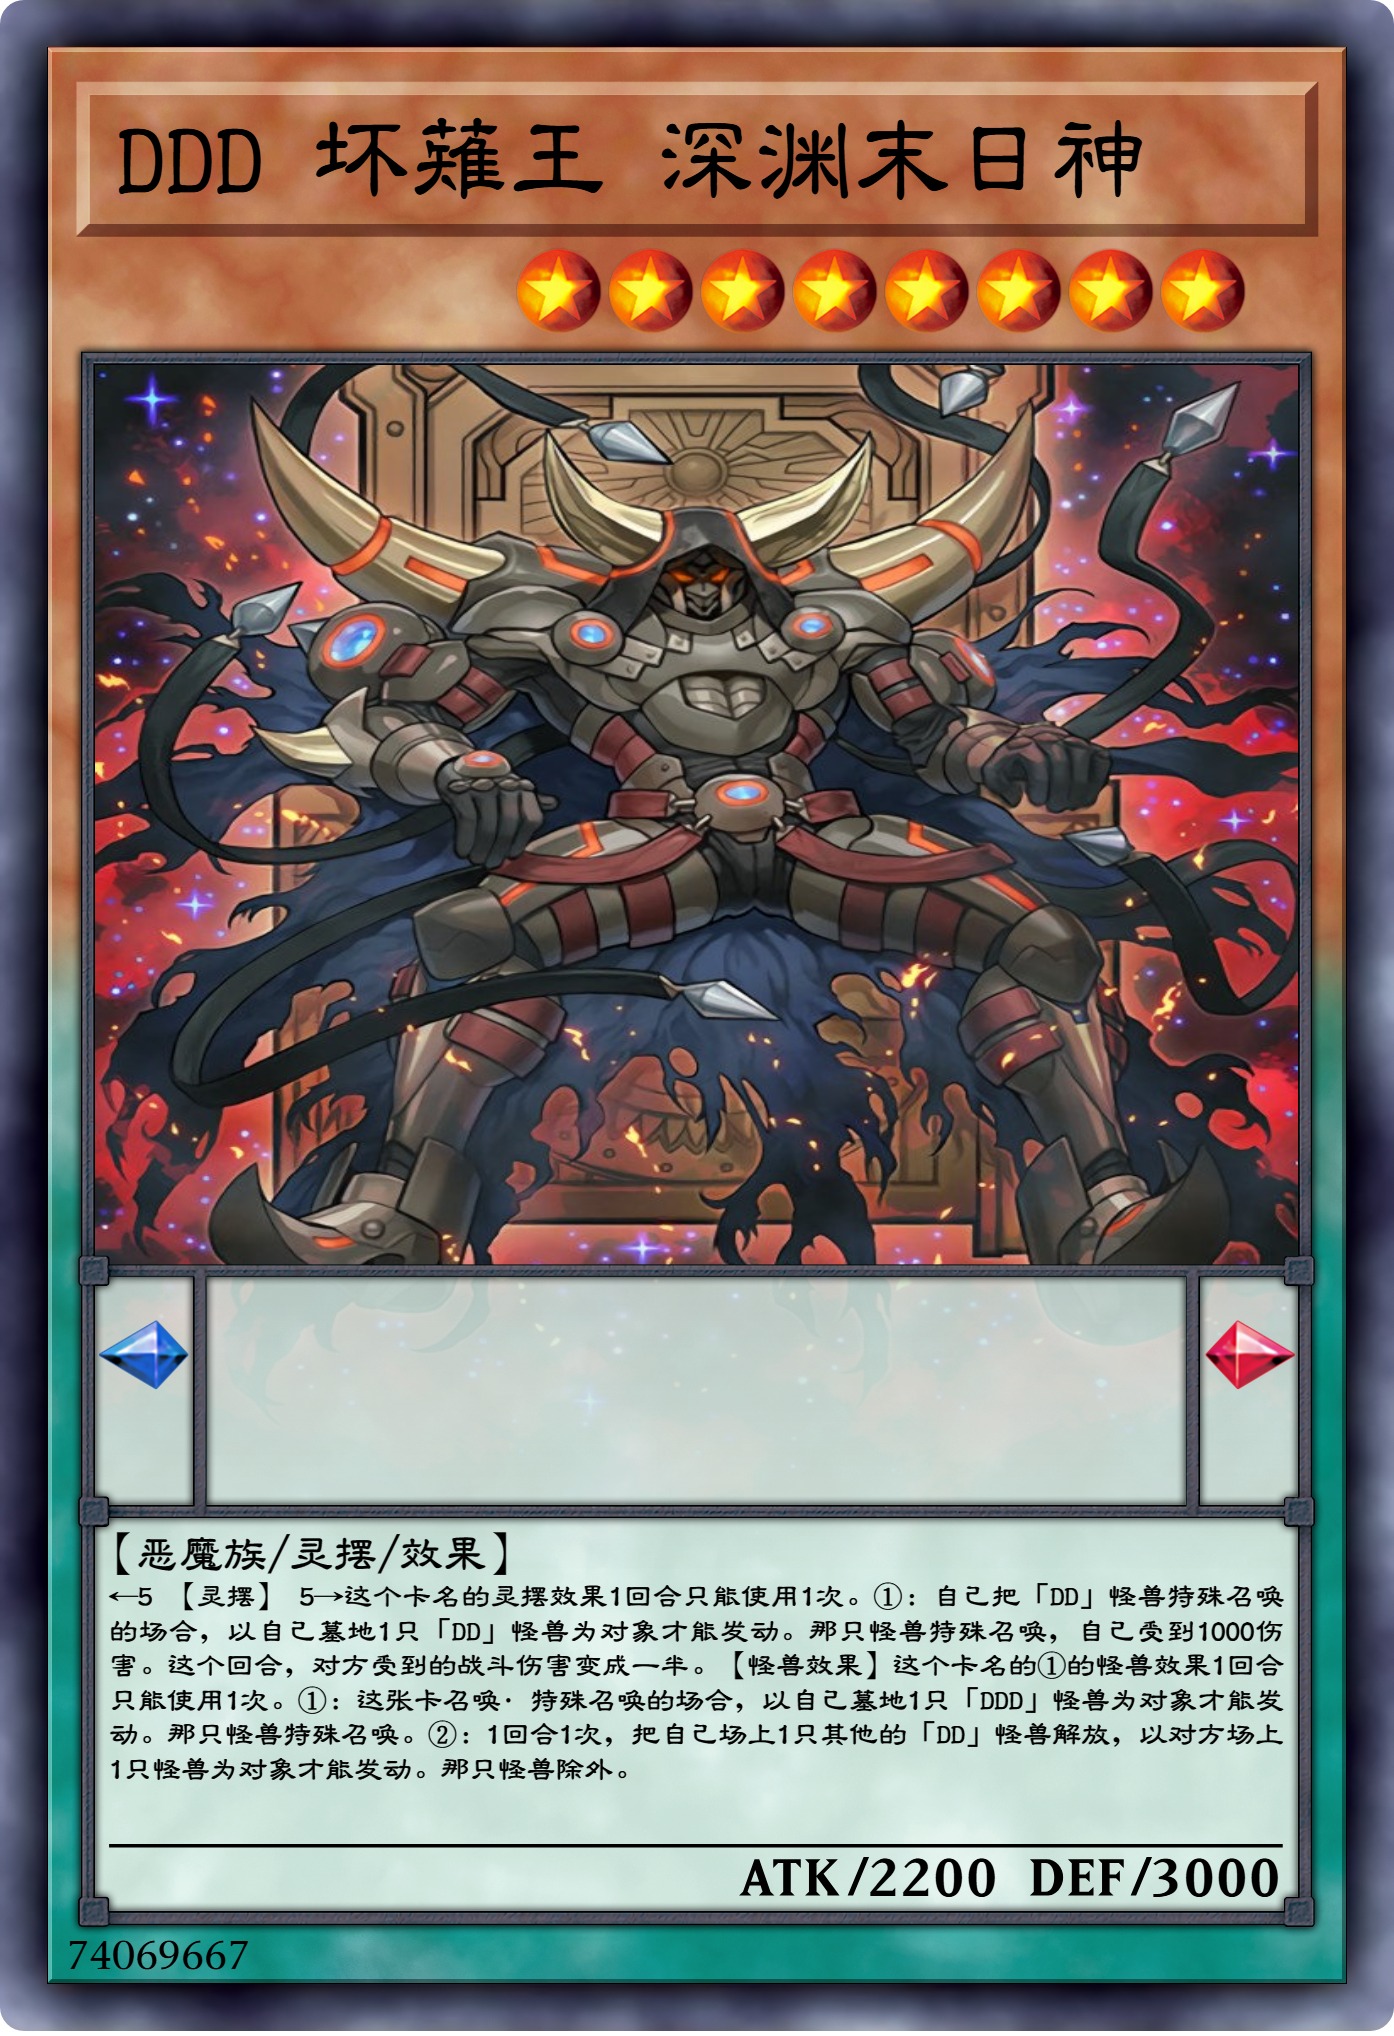 DDD 坏薙王 深渊末日神
【恶魔族/灵摆/效果】
←5 【灵摆】 5→这个卡名的灵摆效果1回合只能使用1次。①：自己把「DD」怪兽特殊召唤
的场合，以自己墓地1只「DD」怪兽为对象才能发动。那只怪兽特殊召唤，自己受到1000伤
害。这个回合，对方受到的战斗伤害变成一半。【怪兽效果】这个卡名的①的怪兽效果1回合
只能使用1次。①：这张卡召唤·特殊召唤的场合，以自己墓地1只「DDD」怪兽为对象才能发
动。那只怪兽特殊召唤。②：1回合1次，把自己场上1只其他的「DD」怪兽解放，以对方场上
1只怪兽为对象才能发动。那只怪兽除外。
ATK/2200 DEF/3000
74069667